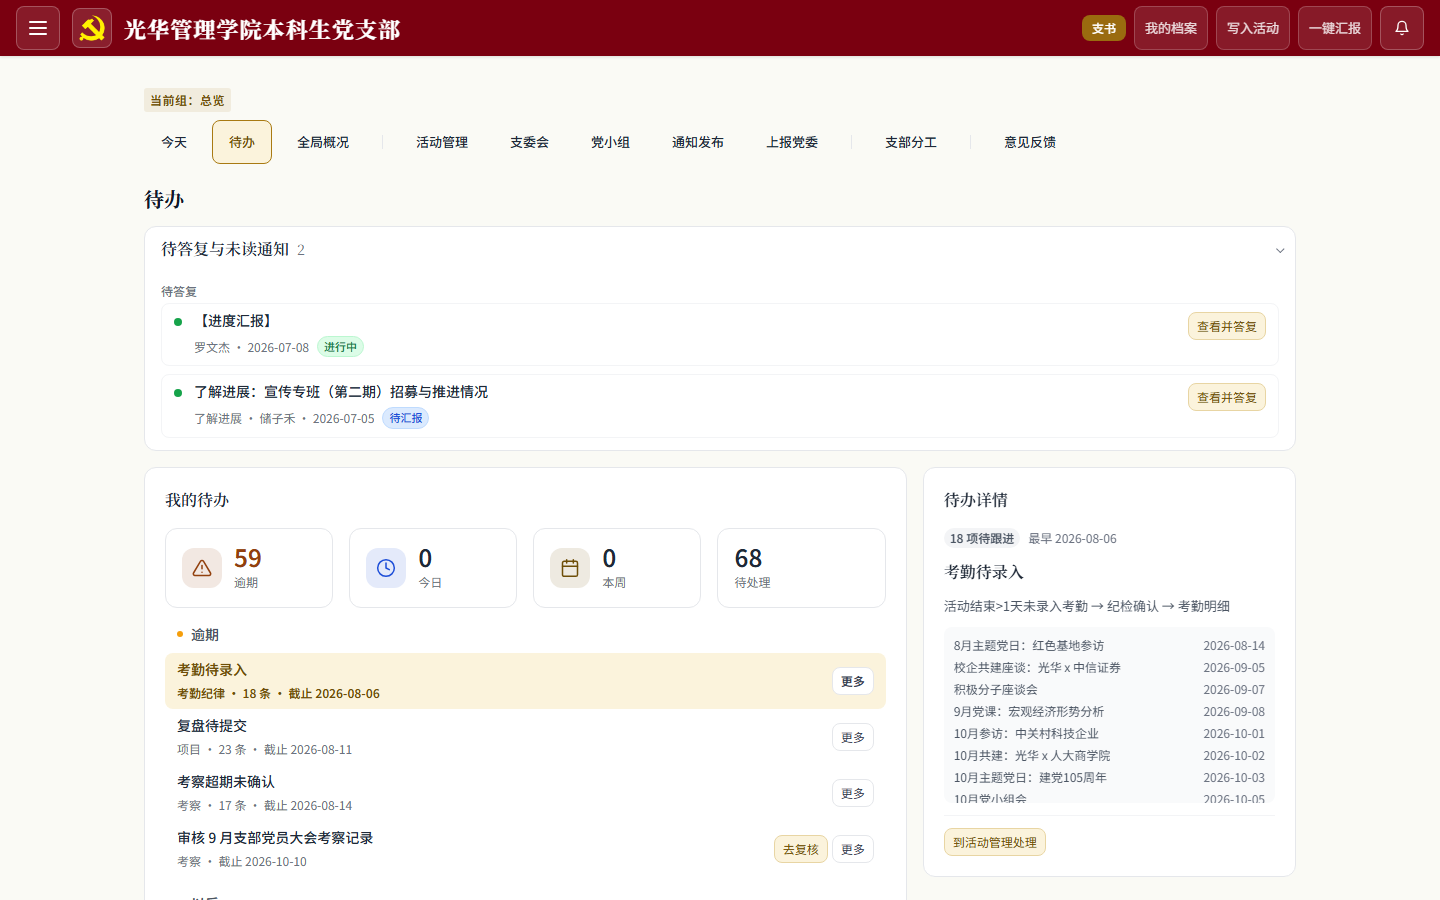 光华管理学院本科生党支部
支书
我的档案
写入活动
一键汇报
当前组：总览
今天
待办
全局概况
活动管理
支委会
党小组
通知发布
上报党委
支部分工
意见反馈
待办
待答复与未读通知 2
待答复
【进度汇报】
罗文杰 • 2026-07-08 进行中
查看并答复
了解进展：宣传专班（第二期）招募与推进情况
了解进展 • 储子禾 • 2026-07-05 待汇报
查看并答复
我的待办
59
逾期
0
今日
0
本周
68
待处理
逾期
考勤待录入
考勤纪律 • 18 条 • 截止 2026-08-06
更多
复盘待提交
项目 • 23 条 • 截止 2026-08-11
更多
考察超期未确认
考察 • 17 条 • 截止 2026-08-14
更多
审核 9 月支部党员大会考察记录
考察 • 截止 2026-10-10
去复核
更多
待办详情
18 项待跟进 最早 2026-08-06
考勤待录入
活动结束>1天未录入考勤 → 纪检确认 → 考勤明细
8月主题党日：红色基地参访 2026-08-14
校企共建座谈：光华 x 中信证券 2026-09-05
积极分子座谈会 2026-09-07
9月党课：宏观经济形势分析 2026-09-08
10月参访：中关村科技企业 2026-10-01
10月共建：光华 x 人大商学院 2026-10-02
10月主题党日：建党105周年 2026-10-03
10月党小组会 2026-10-05
到活动管理处理